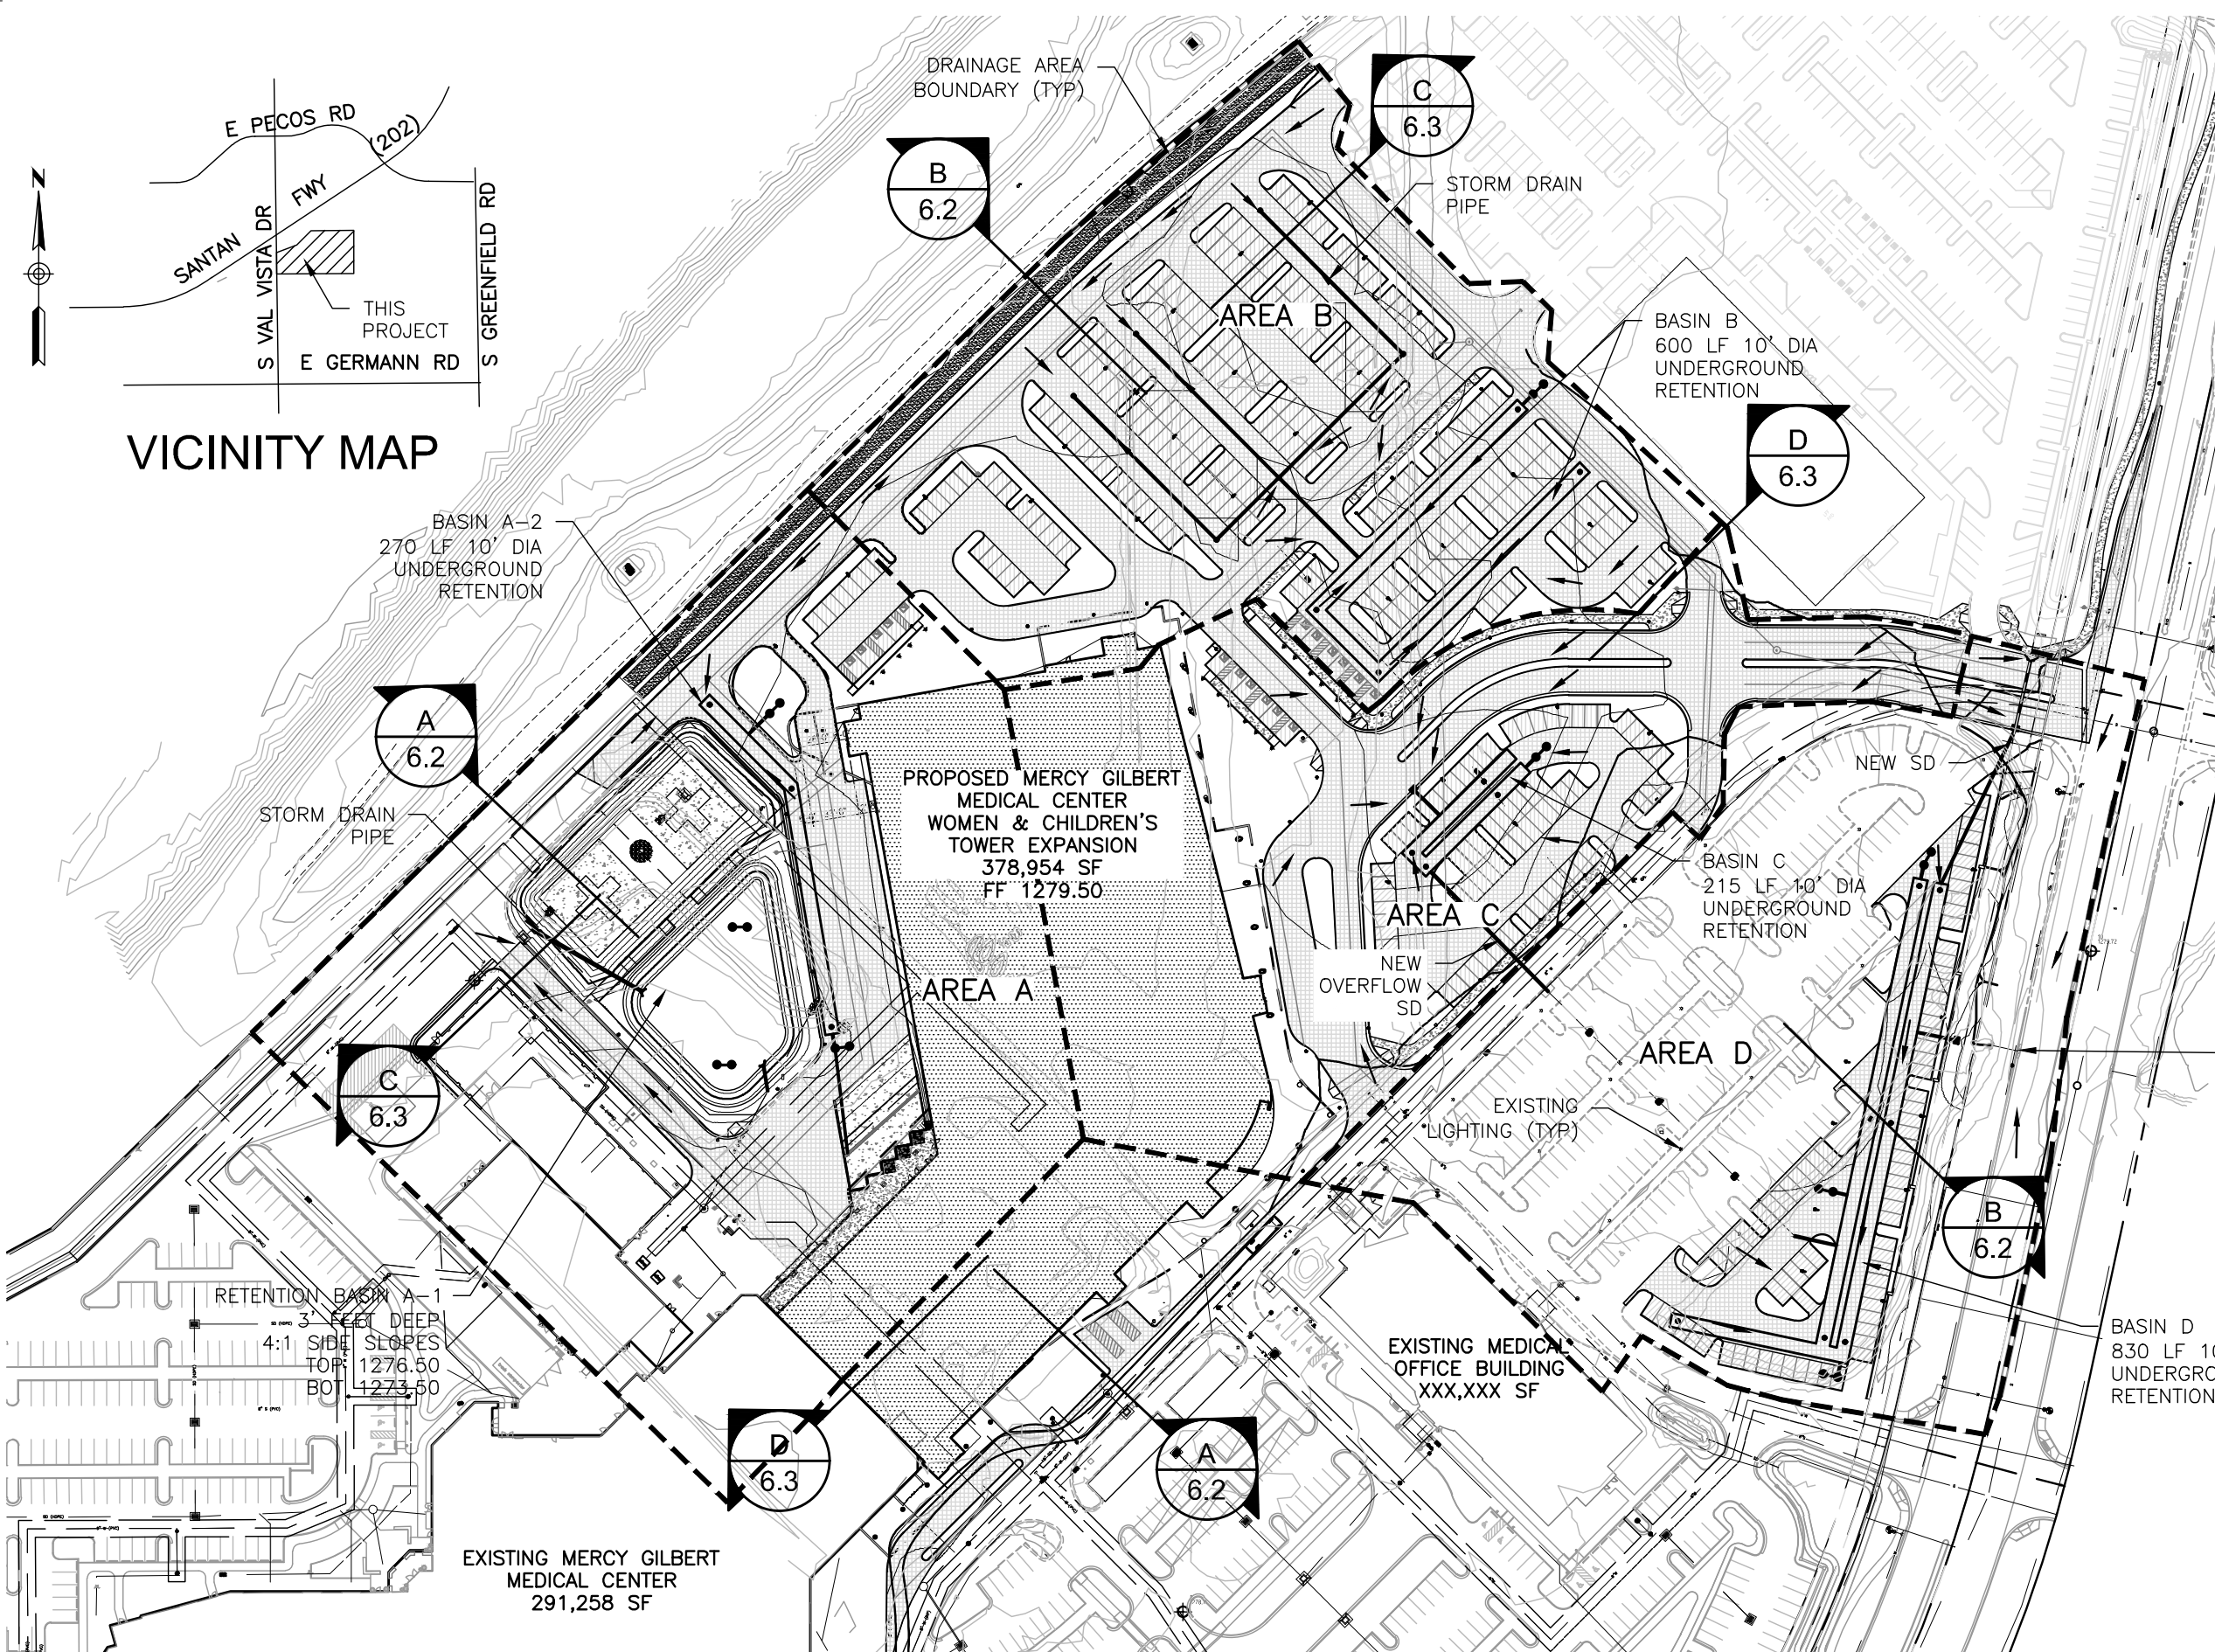 E PECOS RD
(202)
FWY
SANTAN
S VAL VISTA DR
S GREENFIELD RD
N
THIS
PROJECT
E GERMANN RD
VICINITY MAP
DRAINAGE AREA
BOUNDARY (TYP)
C
6.3
B
6.2
STORM DRAIN
PIPE
AREA B
BASIN B
600 LF 10' DIA
UNDERGROUND
RETENTION
D
6.3
BASIN A-2
270 LF 10' DIA
UNDERGROUND
RETENTION
A
6.2
STORM DRAIN
PIPE
PROPOSED MERCY GILBERT
MEDICAL CENTER
WOMEN & CHILDREN'S
TOWER EXPANSION
378,954 SF
FF 1279.50
NEW SD
BASIN C
215 LF 10' DIA
UNDERGROUND
RETENTION
AREA C
NEW
OVERFLOW
SD
AREA A
AREA D
C
6.3
EXISTING
LIGHTING (TYP)
B
6.2
RETENTION BASIN A-1
3' FEET DEEP
4:1 SIDE SLOPES
TOP 1276.50
BOT 1273.50
BASIN D
830 LF
UNDERGRO
RETENTION
EXISTING MEDICAL
OFFICE BUILDING
XXX,XXX SF
D
6.3
A
6.2
EXISTING MERCY GILBERT
MEDICAL CENTER
291,258 SF